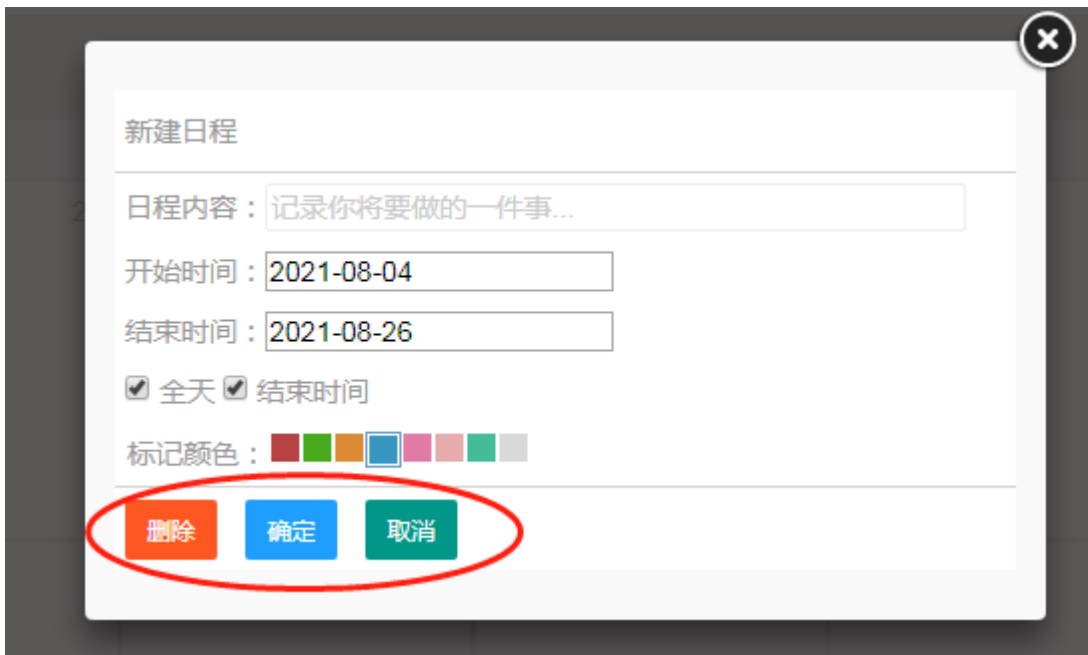 新建日程
2
日程内容：记录你将要做的一件事...
开始时间：2021-08-04
结束时间：2021-08-26
全天 结束时间
标记颜色：
删除 确定 取消